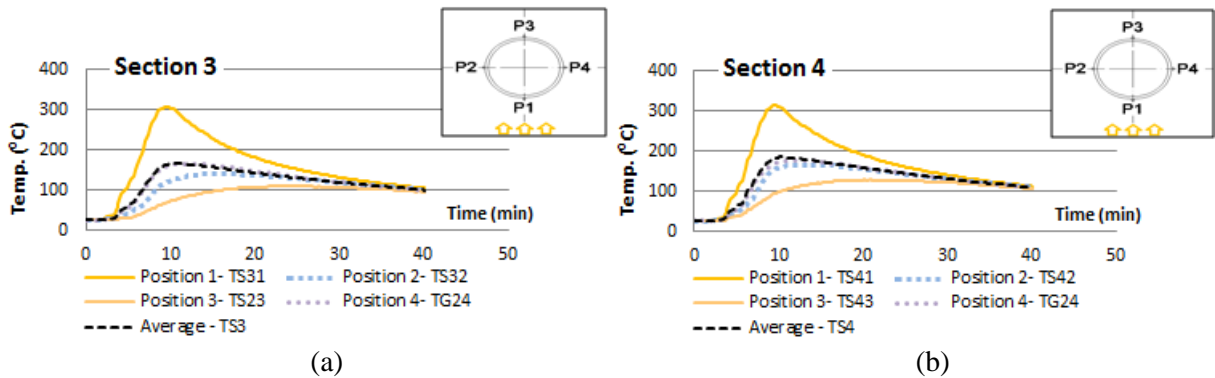 Section 3
Temp. (⁰C)
400
300
200
100
0
0 10 20 30 40 50
Time (min)
P3
P2 P4
P1
Position 1- TS31 Position 2- TS32
Position 3- TS23 Position 4- TG24
Average - TS3
(a)
Section 4
Temp. (⁰C)
400
300
200
100
0
0 10 20 30 40 50
Time (min)
P3
P2 P4
P1
Position 1- TS41 Position 2- TS42
Position 3- TS43 Position 4- TG24
Average - TS4
(b)